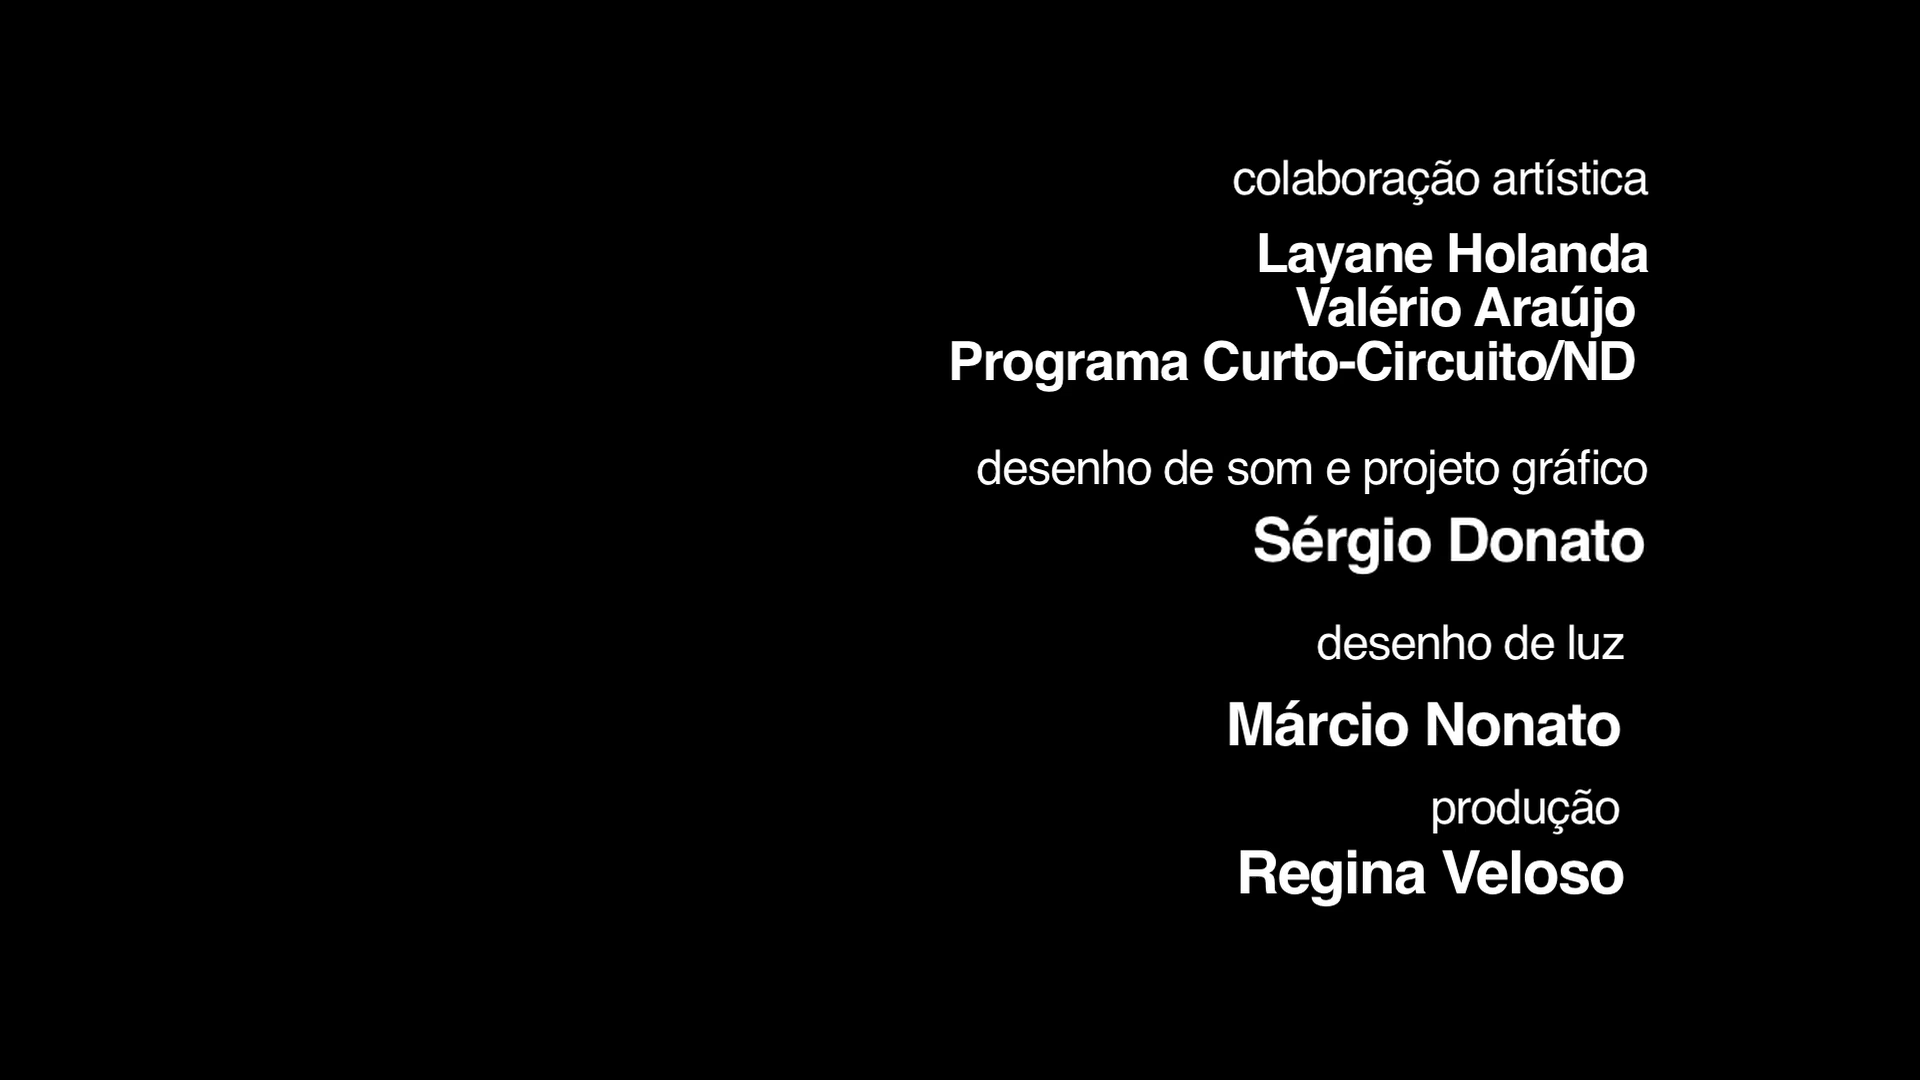 colaboração artística
Layane Holanda
Valério Araújo
Programa Curto-Circuito/ND
desenho de som e projeto gráfico
Sérgio Donato
desenho de luz
Márcio Nonato
produção
Regina Veloso